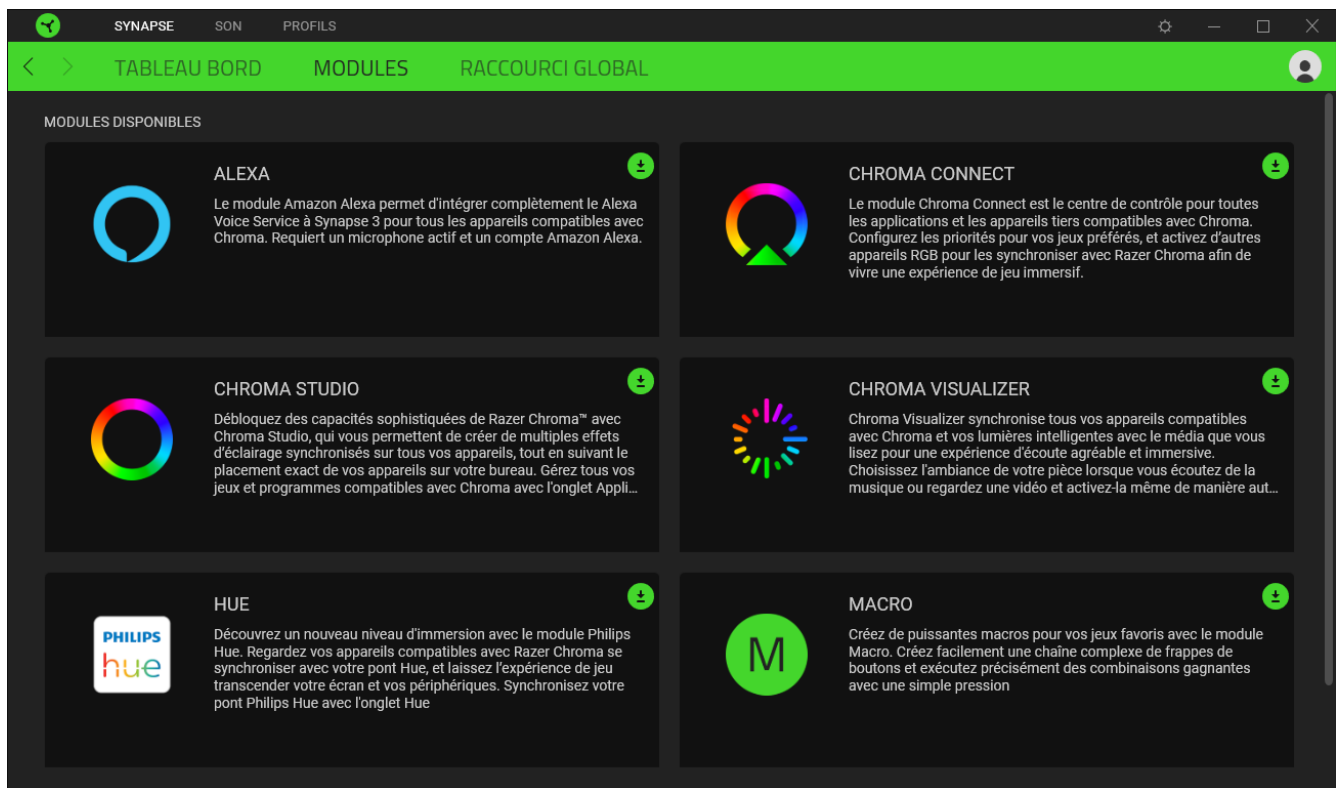 SYNAPSE SON PROFILS
TABLEAU BORD MODULES RACCOURCI GLOBAL
MODULES DISPONIBLES
ALEXA
Le module Amazon Alexa permet d'intégrer complètement le Alexa
Voice Service à Synapse 3 pour tous les appareils compatibles avec
Chroma. Requiert un microphone actif et un compte Amazon Alexa.
CHROMA CONNECT
Le module Chroma Connect est le centre de contrôle pour toutes
les applications et les appareils tiers compatibles avec Chroma.
Configurez les priorités pour vos jeux préférés, et activez d'autres
appareils RGB pour les synchroniser avec Razer Chroma afin de
vivre une expérience de jeu immersif.
CHROMA STUDIO
Débloquez des capacités sophistiquées de Razer Chroma™ avec
Chroma Studio, qui vous permettent de créer de multiples effets
d'éclairage synchronisés sur tous vos appareils, tout en suivant le
placement exact de vos appareils sur votre bureau. Gérez tous vos
jeux et programmes compatibles avec Chroma avec l'onglet Appli...
CHROMA VISUALIZER
Chroma Visualizer synchronise tous vos appareils compatibles
avec Chroma et vos lumières intelligentes avec le média que vous
lisez pour une expérience d'écoute agréable et immersive.
Choisissez l'ambiance de votre pièce lorsque vous écoutez de la
musique ou regardez une vidéo et activez-la même de manière aut...
PHILIPS
hue
HUE
Découvrez un nouveau niveau d'immersion avec le module Philips
Hue. Regardez vos appareils compatibles avec Razer Chroma se
synchroniser avec votre pont Hue, et laissez l'expérience de jeu
transcender votre écran et vos périphériques. Synchronisez votre
pont Philips Hue avec l'onglet Hue
M
MACRO
Créez de puissantes macros pour vos jeux favoris avec le module
Macro. Créez facilement une chaîne complexe de frappes de
boutons et exécutez précisément des combinaisons gagnantes
avec une simple pression